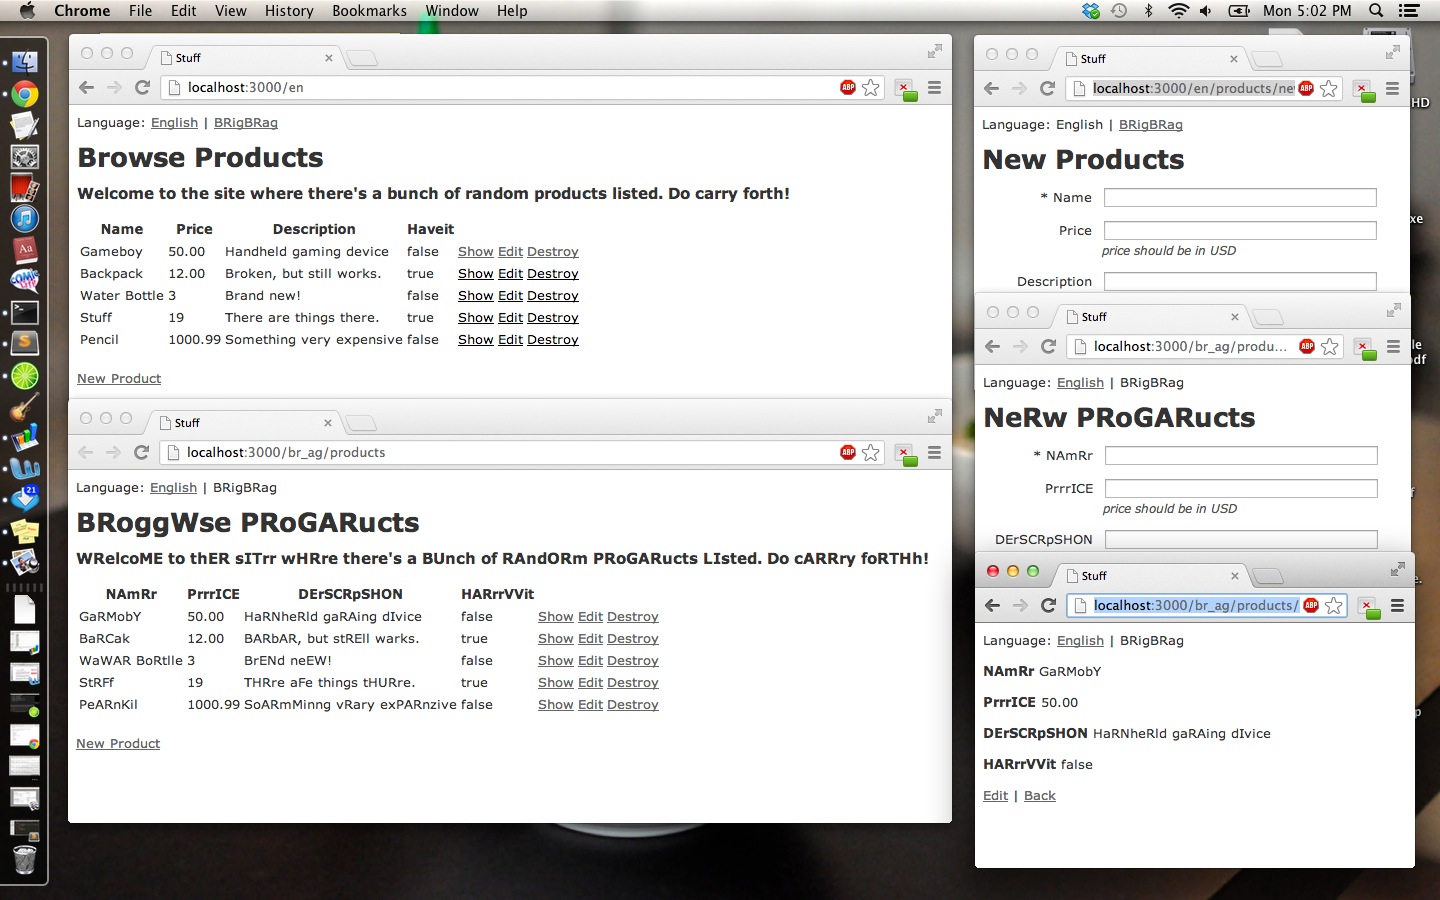 Chrome File Edit View History Bookmarks Window Help Mon 5:02 PM
Stuff
localhost:3000/en
ABP
Language: English | BRigBRag
Browse Products
Welcome to the site where there's a bunch of random products listed. Do carry forth!
Name Price Description Haveit
Gameboy 50.00 Handheld gaming device false Show Edit Destroy
Backpack 12.00 Broken, but still works. true Show Edit Destroy
Water Bottle 3 Brand new! false Show Edit Destroy
Stuff 19 There are things there. true Show Edit Destroy
Pencil 1000.99 Something very expensive false Show Edit Destroy
New Product
Stuff
localhost:3000/br_ag/products
ABP
Language: English | BRigBRag
BRoggWse PRoGARucts
WRelcoME to thER sITrr wHRre there's a BUnch of RAndORm PRoGARucts LIsted. Do cARRry foRTHh!
NAmRr PrrrICE DErSCRpSHON HARrrVVit
GaRMobY 50.00 HaRNheRld gaRAing dIvice false Show Edit Destroy
BaRCak 12.00 BARbAR, but stREll warks. true Show Edit Destroy
WaWAR BoRtlle 3 BrENd neEW! false Show Edit Destroy
StRFf 19 THRre aFe things tHURre. true Show Edit Destroy
PeARnKil 1000.99 SoARmMinng vRary exPARnzive false Show Edit Destroy
New Product
Stuff
localhost:3000/en/products/ne
ABP
Language: English | BRigBRag
New Products
* Name
Price
price should be in USD
Description
Stuff
localhost:3000/br_ag/produ...
ABP
Language: English | BRigBRag
NeRw PRoGARucts
* NAmRr
PrrrICE
price should be in USD
DErSCRpSHON
Stuff
localhost:3000/br_ag/products/
ABP
Language: English | BRigBRag
NAmRr GaRMobY
PrrrICE 50.00
DErSCRpSHON HaRNheRld gaRAing dIvice
HARrrVVit false
Edit | Back
HD
Aa
21